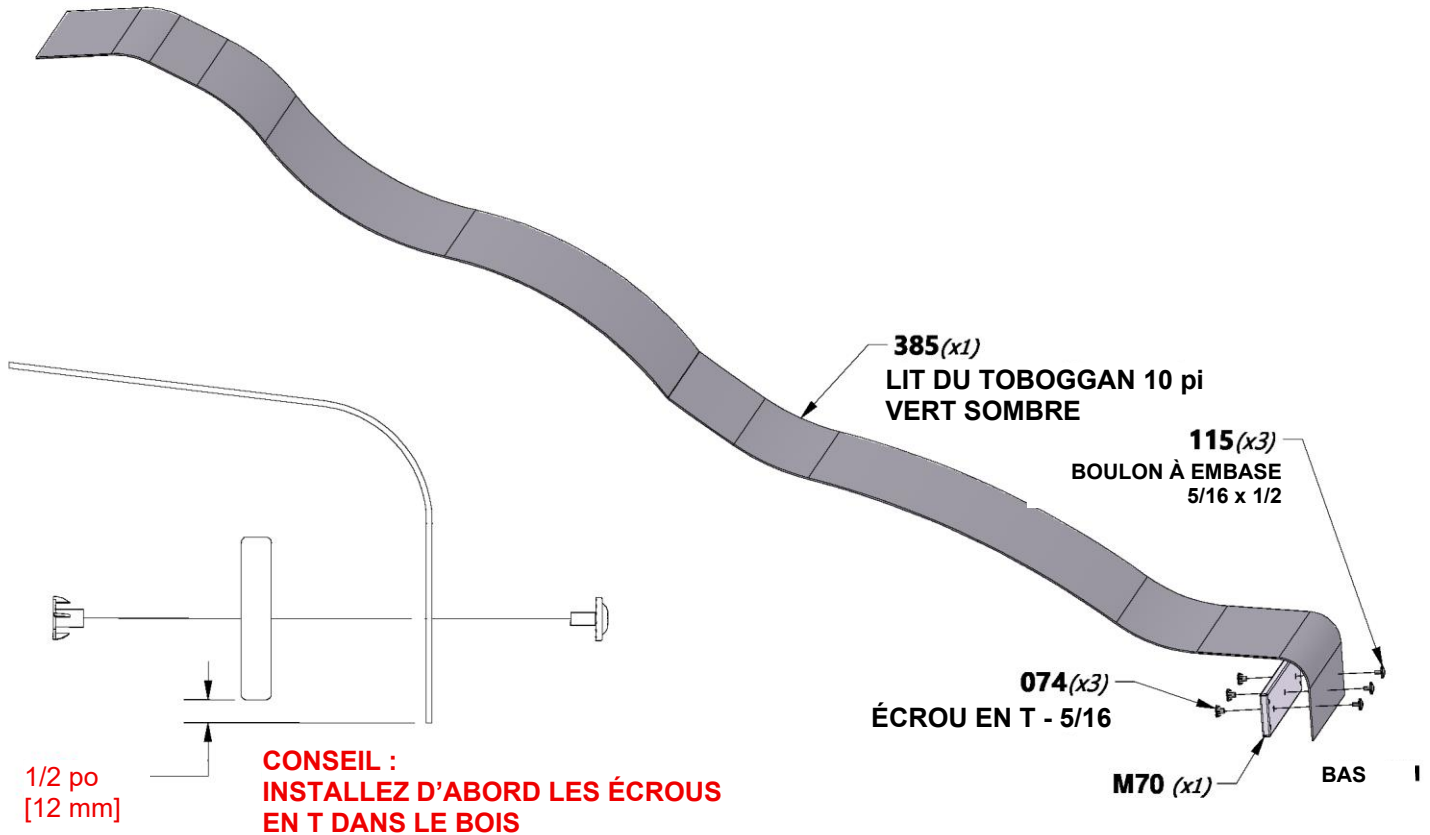 385(x1)
LIT DU TOBOGGAN 10 pi
VERT SOMBRE
115(x3)
BOULON À EMBASE
5/16 x 1/2
074(x3)
ÉCROU EN T - 5/16
M70 (x1)
BAS
1/2 po
[12 mm]
CONSEIL :
INSTALLEZ D'ABORD LES ÉCROUS
EN T DANS LE BOIS